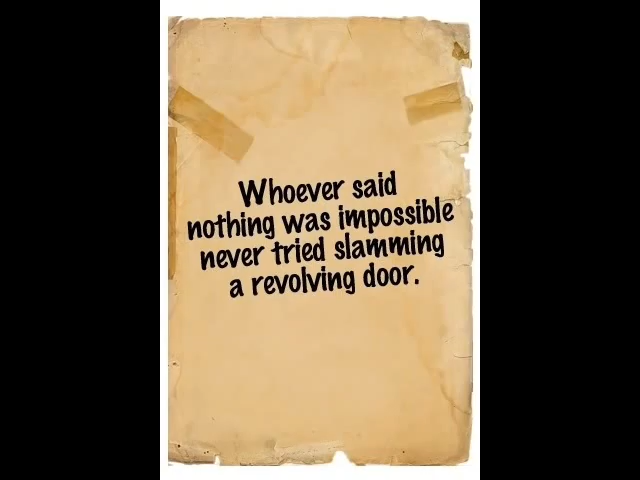 Whoever said
nothing was impossible
never tried slamming
a revolving door.